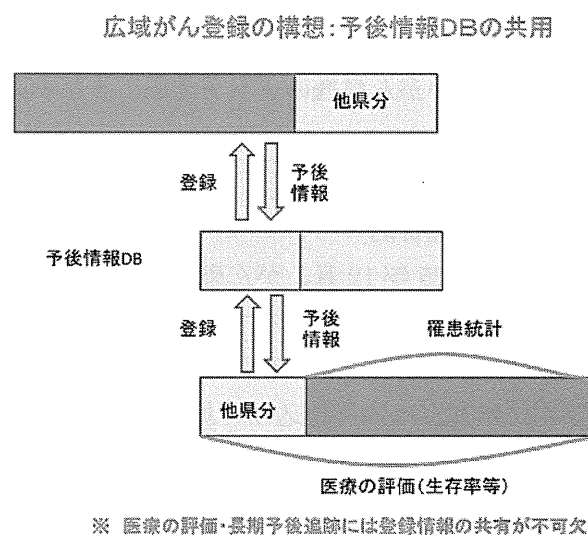 広域がん登録の構想:予後情報DBの共用
他県分
登録
予後
情報
予後情報DB
登録
予後
情報
罹患統計
他県分
医療の評価(生存率等)
※ 医療の評価・長期予後追跡には登録情報の共有が不可欠